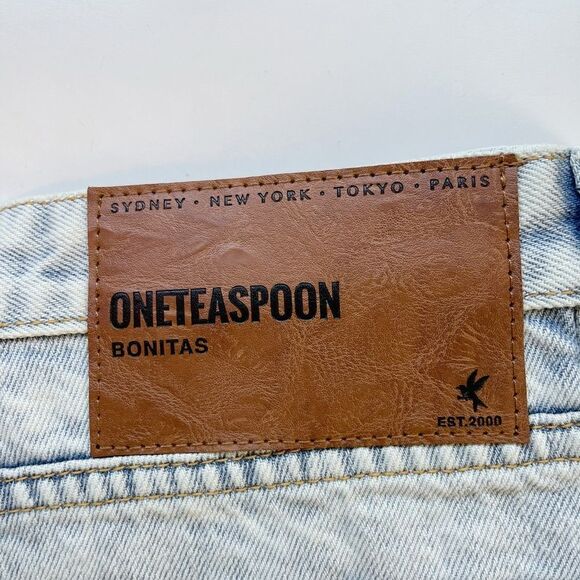 SYDNEY · NEW YORK · TOKYO · PARIS
ONETEASPOON
BONITAS
EST.2000